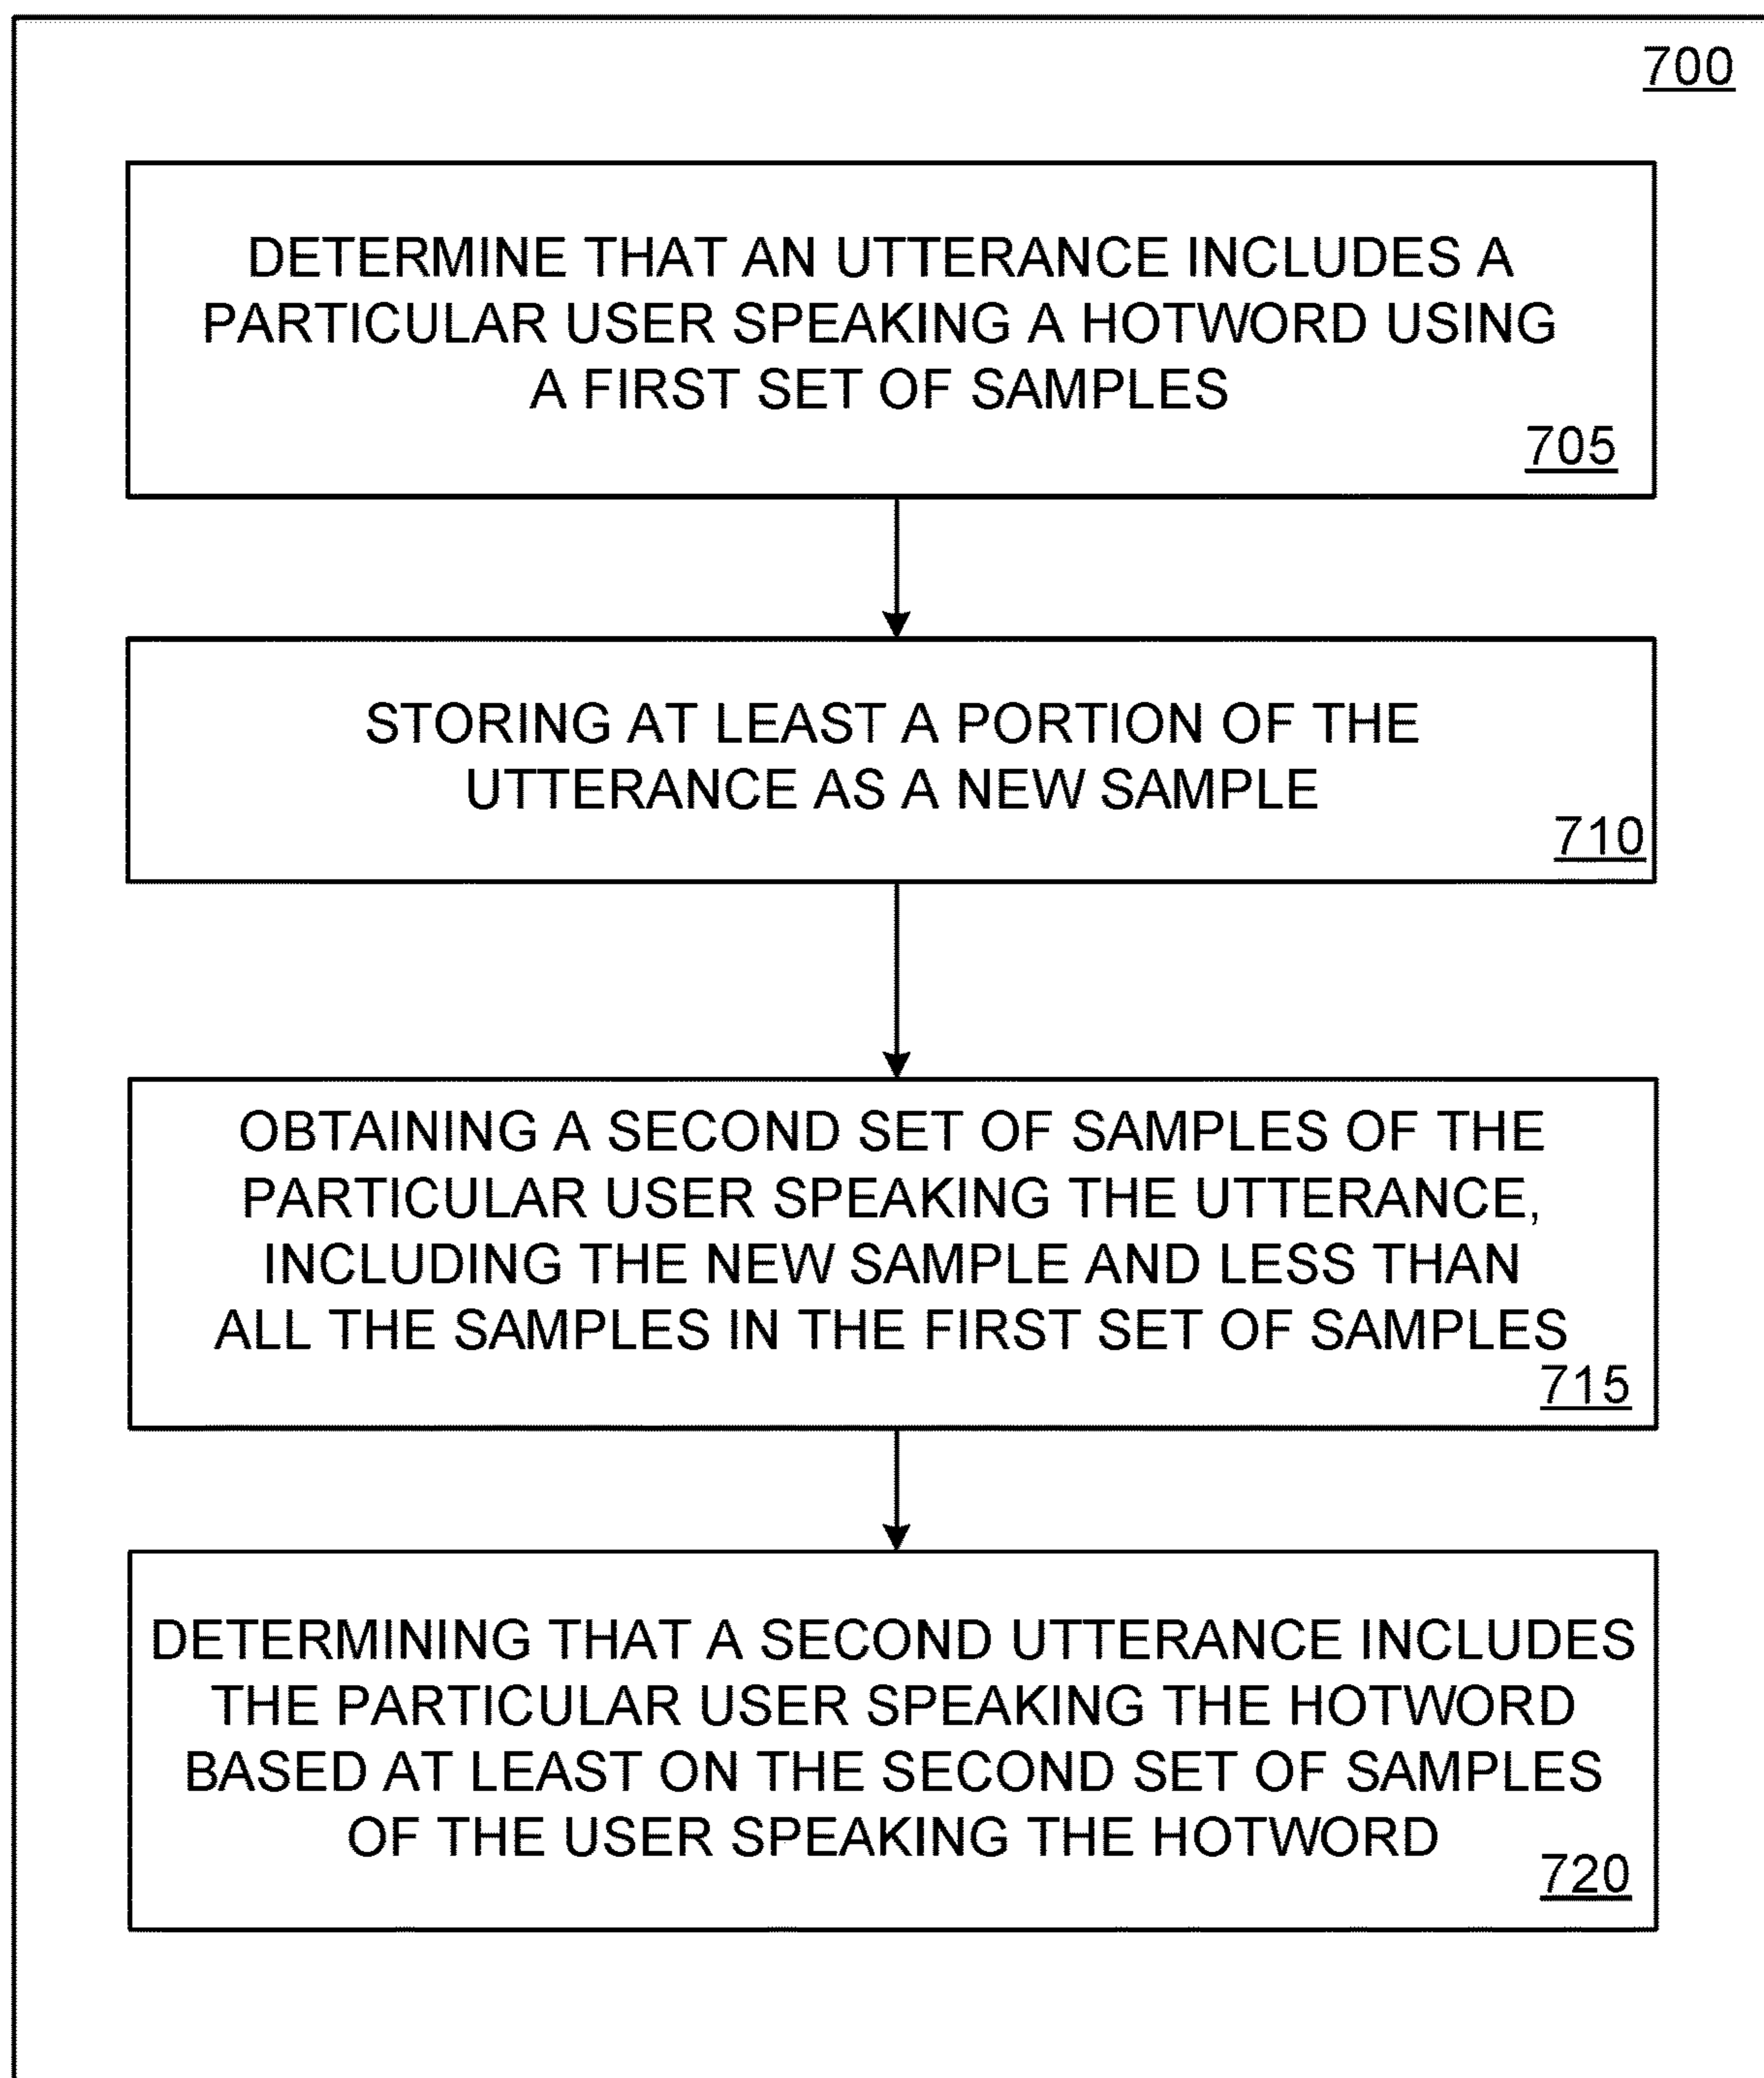 700
DETERMINE THAT AN UTTERANCE INCLUDES A
PARTICULAR USER SPEAKING A HOTWORD USING
A FIRST SET OF SAMPLES
705
STORING AT LEAST A PORTION OF THE
UTTERANCE AS A NEW SAMPLE
710
OBTAINING A SECOND SET OF SAMPLES OF THE
PARTICULAR USER SPEAKING THE UTTERANCE,
INCLUDING THE NEW SAMPLE AND LESS THAN
ALL THE SAMPLES IN THE FIRST SET OF SAMPLES
715
DETERMINING THAT A SECOND UTTERANCE INCLUDES
THE PARTICULAR USER SPEAKING THE HOTWORD
BASED AT LEAST ON THE SECOND SET OF SAMPLES
OF THE USER SPEAKING THE HOTWORD
720